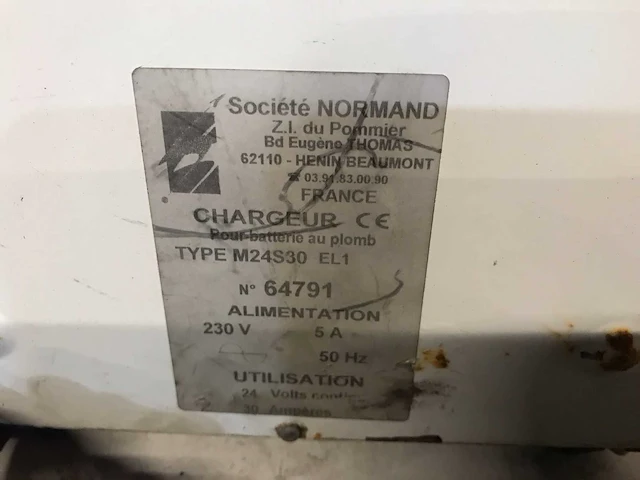 Société NORMAND
Z.I. du Pommier
Bd Eugène THOMAS
62110 - HENIN BEAUMONT
☎ 03.91.83.00.90
FRANCE
CHARGEUR CE
Pour batterie au plomb
TYPE M24S30 EL1
N° 64791
ALIMENTATION
230 V 5 A
50 Hz
UTILISATION
24 Volts
30 Ampères